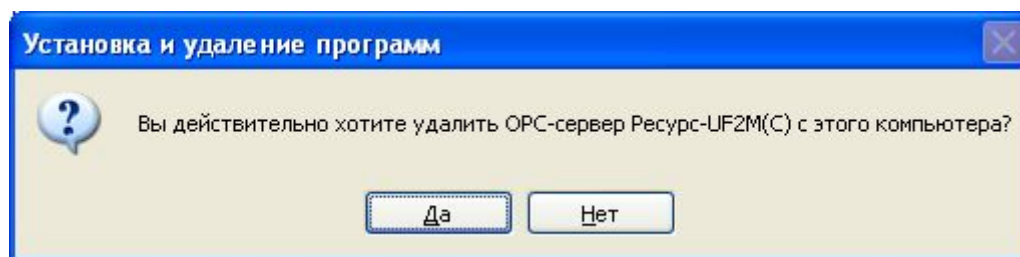 Установка и удаление программ
Вы действительно хотите удалить ОРС-сервер Ресурс-UF2M(C) с этого компьютера?
Да
Нет